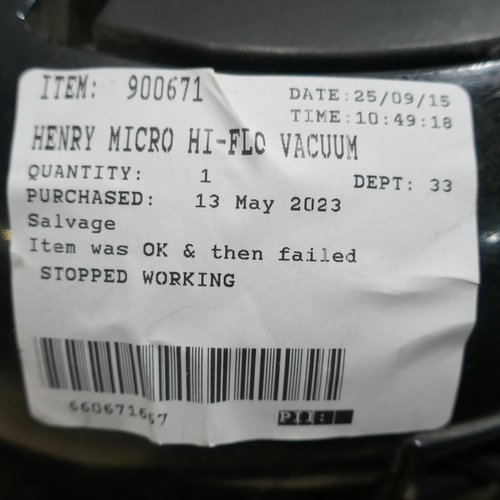 ITEM: 900671
DATE:25/09/15
TIME:10:49:18
HENRY MICRO HI-FLO VACUUM
QUANTITY: 1
DEPT: 33
PURCHASED: 13 May 2023
Salvage
Item was OK & then failed
STOPPED WORKING
PII: